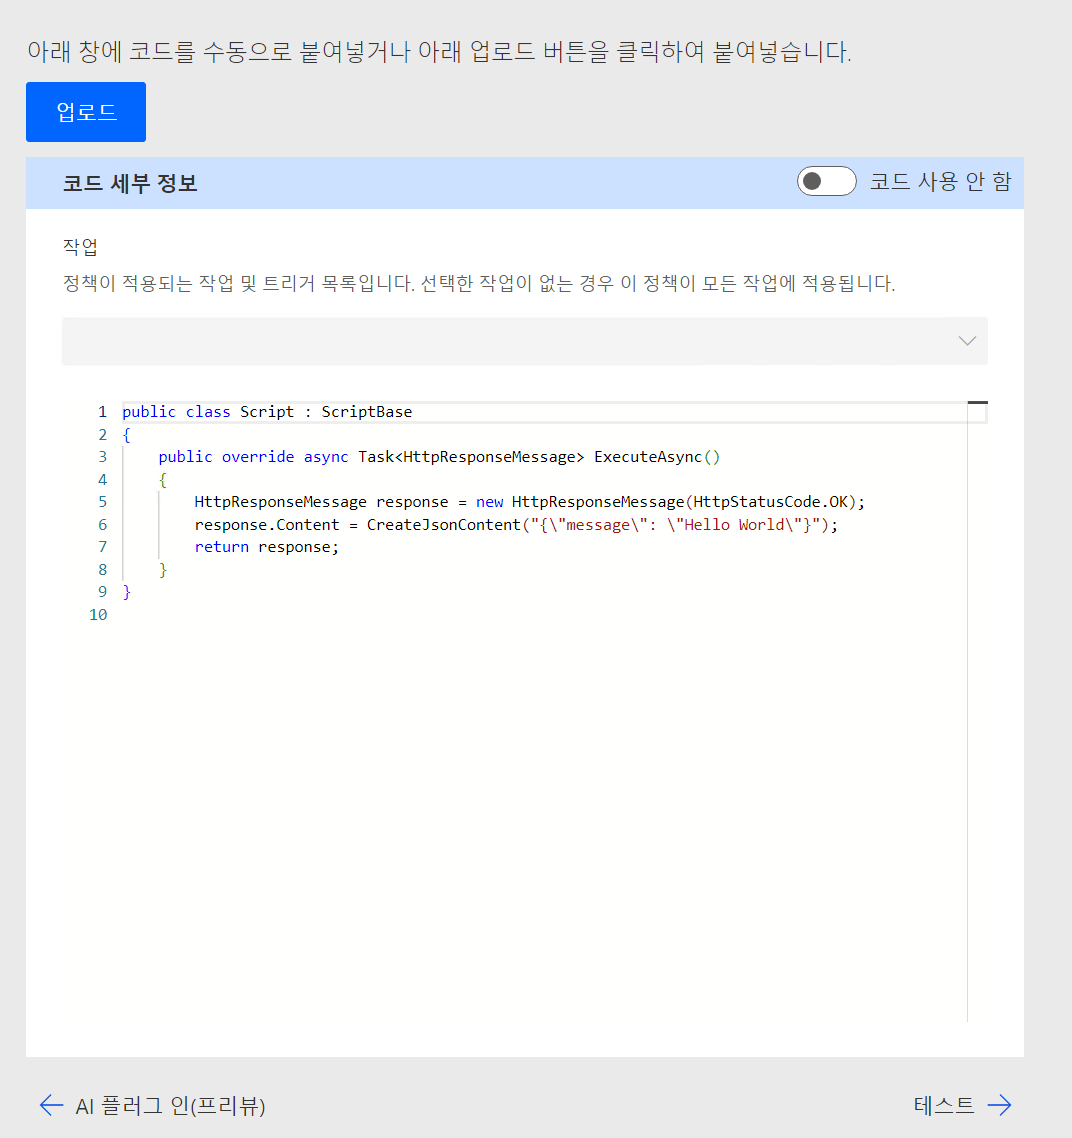 아래 창에 코드를 수동으로 붙여넣거나 아래 업로드 버튼을 클릭하여 붙여넣습니다.
업로드
코드 세부 정보
코드 사용 안 함
작업
정책이 적용되는 작업 및 트리거 목록입니다. 선택한 작업이 없는 경우 이 정책이 모든 작업에 적용됩니다.
1 public class Script : ScriptBase
2 {
3     public override async Task<HttpResponseMessage> ExecuteAsync()
4     {
5         HttpResponseMessage response = new HttpResponseMessage(HttpStatusCode.OK);
6         response.Content = CreateJsonContent("{\"message\": \"Hello World\"}");
7         return response;
8     }
9 }
10
AI 플러그 인(프리뷰)
테스트